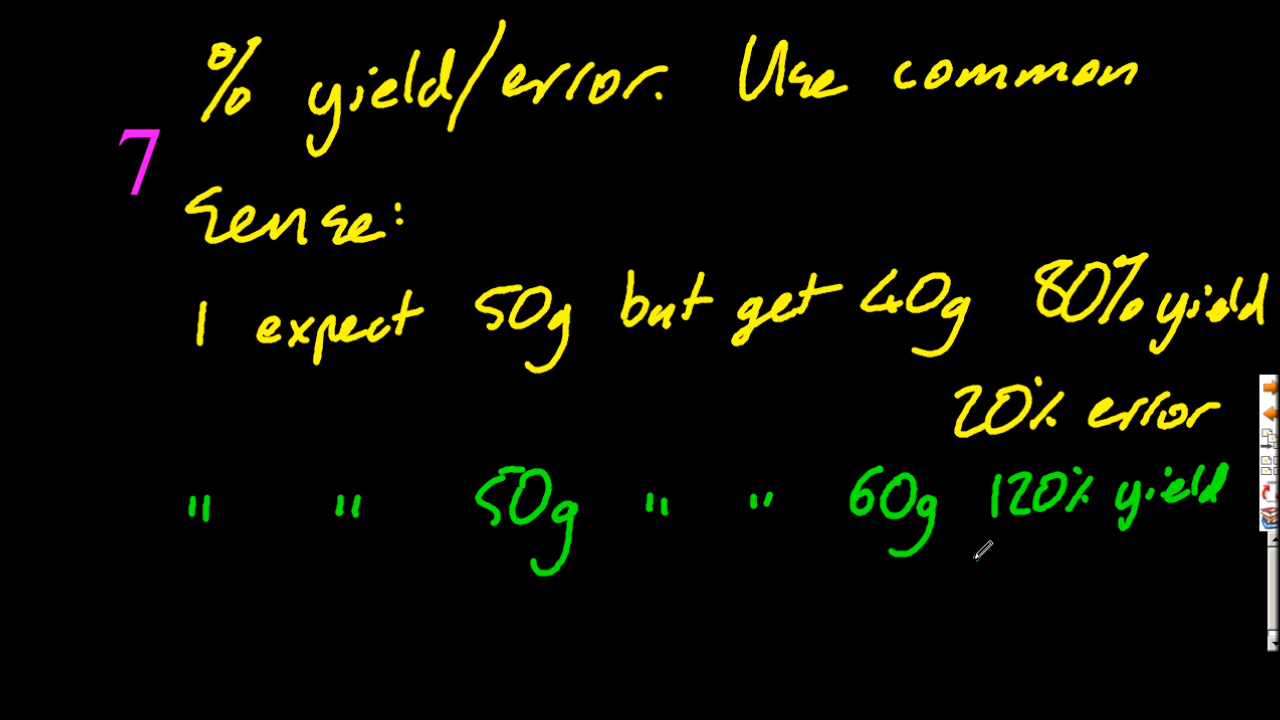 % yield/error. Use common
7
sense:
I expect 50g but get 40g 80% yield
20% error
" " 50g " " 60g 120% yield